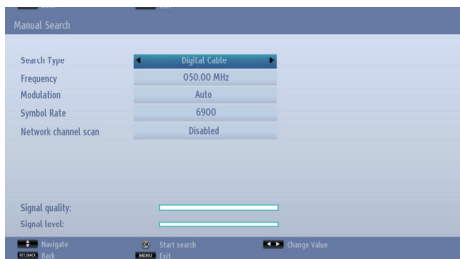 Manual Search
Search Type
Digital Cable
Frequency
050.00 MHz
Modulation
Auto
Symbol Rate
6900
Network channel scan
Disabled
Signal quality:
Signal level:
Navigate
OK Start search
Change Value
Back
MENU Exit